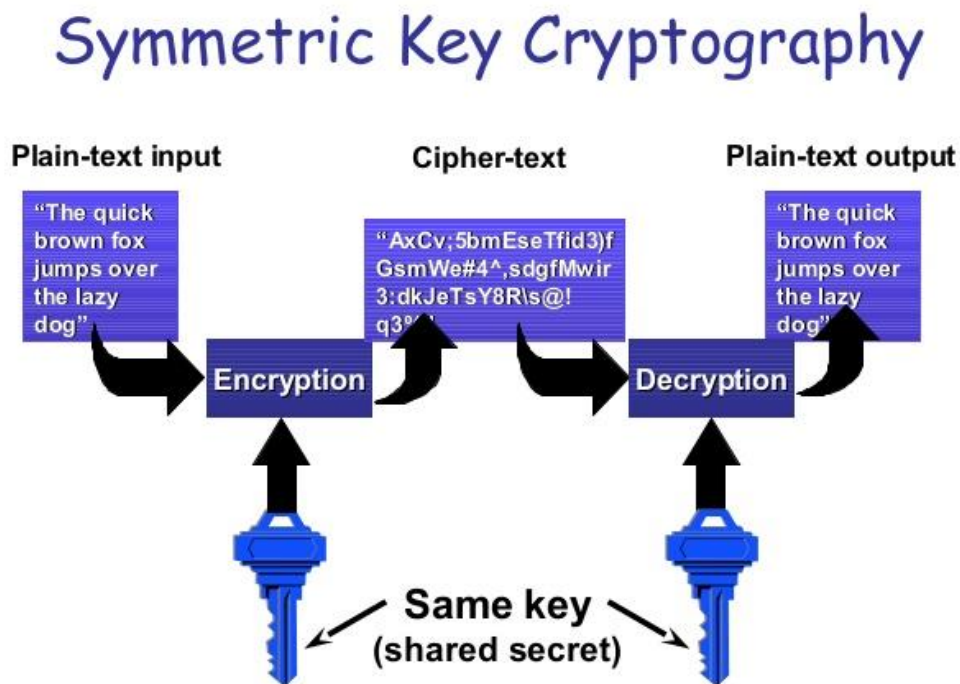 Symmetric Key Cryptography
Plain-text input
Cipher-text
Plain-text output
“The quick
brown fox
jumps over
the lazy
dog”
“AxCv;5bmEseTfid3)f
GsmWe#4^,sdgfMwir
3:dkJeTsY8R\s@!
q3%
“The quick
brown fox
jumps over
the lazy
dog”
Encryption
Decryption
Same key
(shared secret)